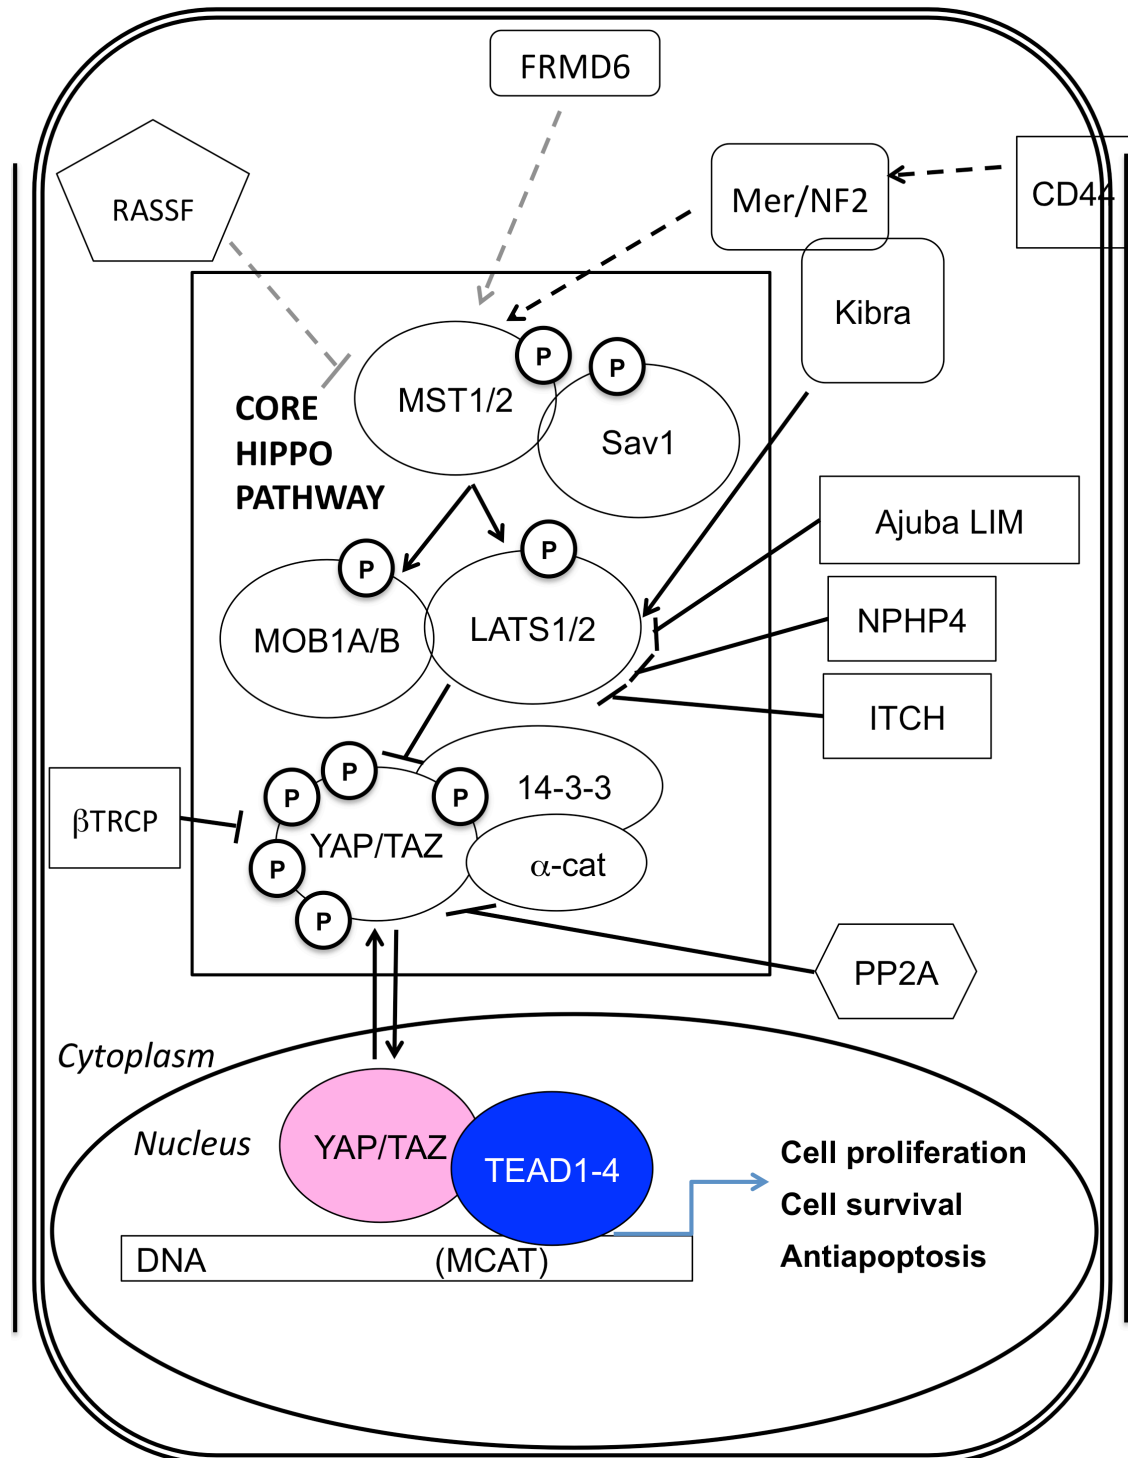 FRMD6
RASSF
Mer/NF2
CD44
Kibra
P
P
MST1/2
Sav1
CORE
HIPPO
PATHWAY
Ajuba LIM
P
P
NPHP4
MOB1A/B
LATS1/2
ITCH
P
P
P
14-3-3
βTRCP
YAP/TAZ
P
α-cat
P
PP2A
Cytoplasm
Nucleus
YAP/TAZ
TEAD1-4
Cell proliferation
Cell survival
Antiapoptosis
DNA
(MCAT)